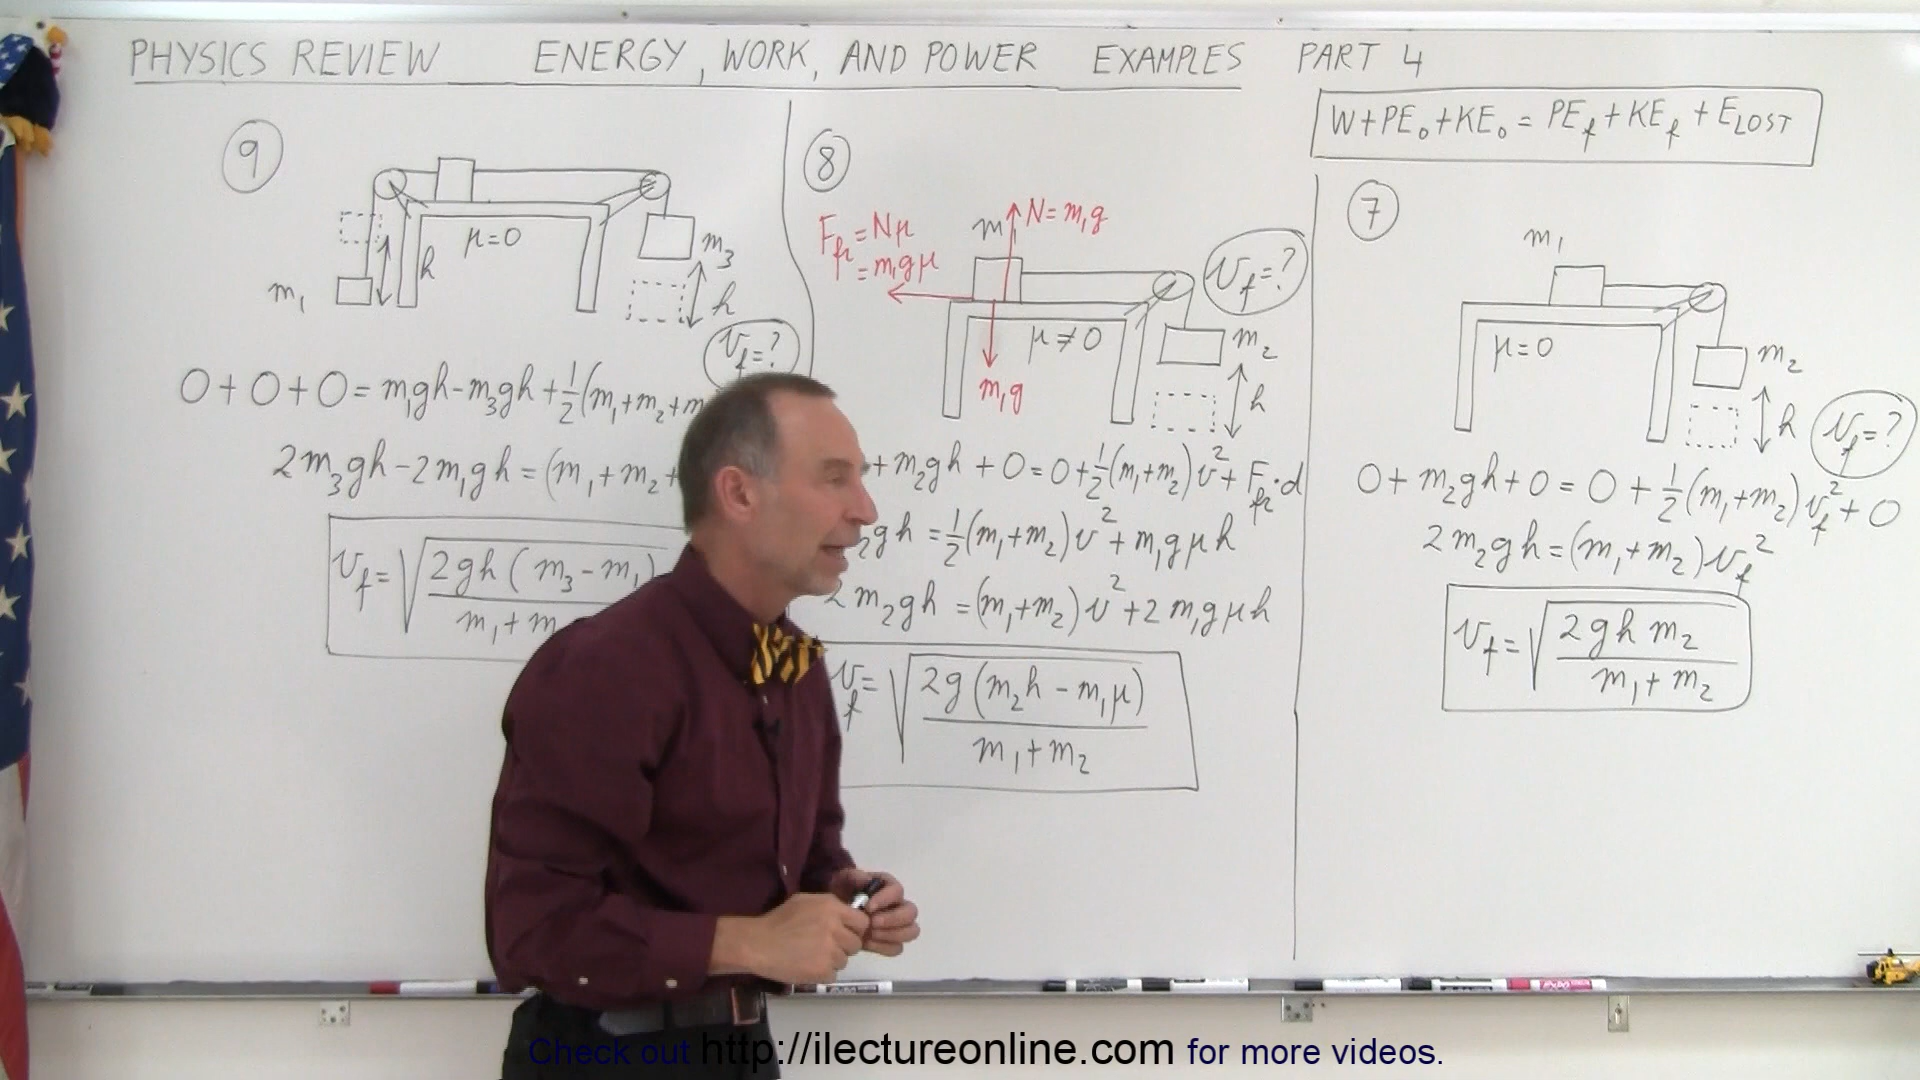 PHYSICS REVIEW ENERGY, WORK, AND POWER EXAMPLES PART 4
W+PE₀+KE₀ = PE_f+KE_f+E_LOST
9
m₁
h
μ=0
m₃
h
v_f=?
0+0+0 = m₁gh-m₃gh+½(m₁+m₂+m
2m₃gh-2m₁gh = (m₁+m₂+
v_f = √(2gh(m₃-m₁)
m₁+m
8
F_fr = Nμ
= m₁gμ
m₁
N=m₁g
v_f=?
μ≠0
m₂
m₁g
h
+m₂gh+0 = 0+½(m₁+m₂)v²+F_fr·d
₂gh = ½(m₁+m₂)v²+m₁gμh
2m₂gh = (m₁+m₂)v²+2m₁gμh
v_f = √(2g(m₂h-m₁μ)
m₁+m₂
7
m₁
μ=0
m₂
h
v_f=?
0+m₂gh+0 = 0+½(m₁+m₂)v_f²+0
2m₂gh = (m₁+m₂)v_f²
v_f = √(2ghm₂
m₁+m₂
EXPO
Check out http://ilectureonline.com for more videos.